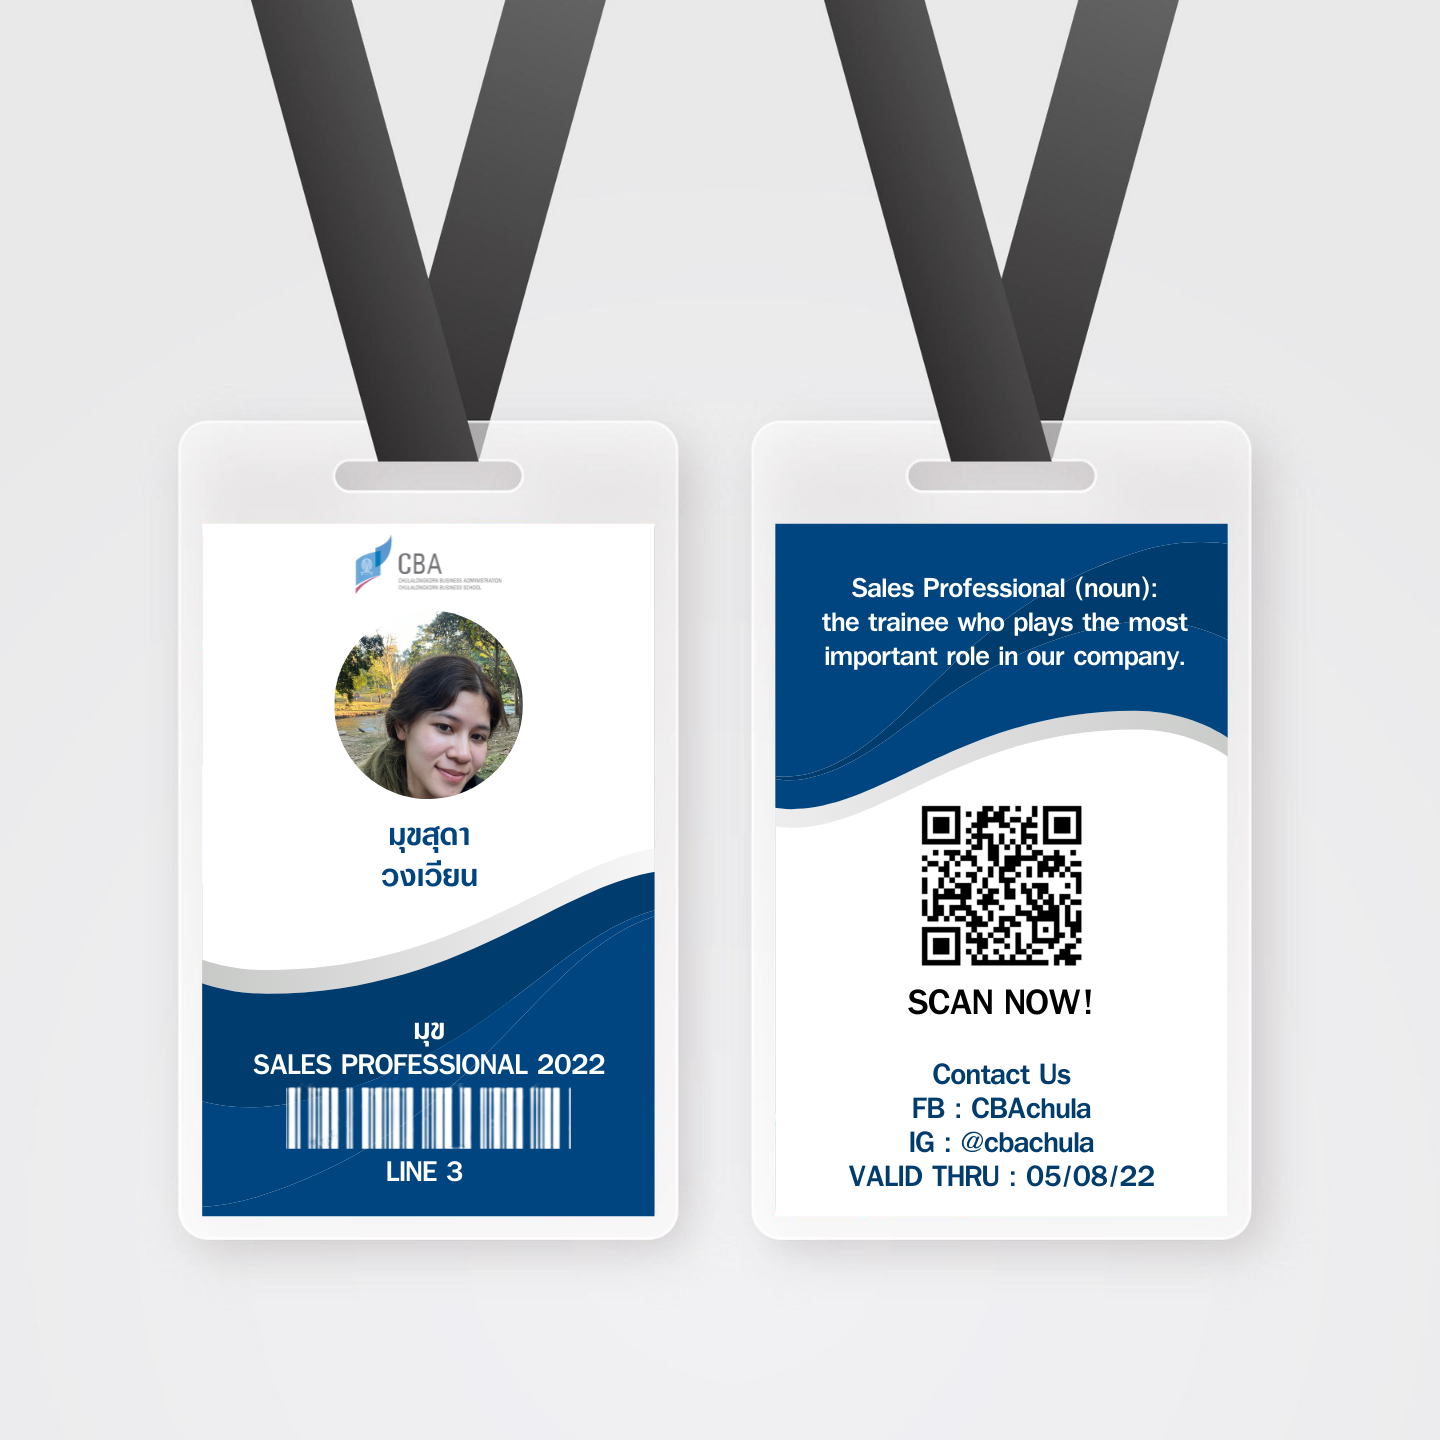 CBA
CHULALONGKORN BUSINESS ADMINISTRATION
CHULALONGKORN BUSINESS SCHOOL
มุขสุดา
วงเวียน
มุข
SALES PROFESSIONAL 2022
LINE 3
Sales Professional (noun):
the trainee who plays the most
important role in our company.
SCAN NOW!
Contact Us
FB : CBAchula
IG : @cbachula
VALID THRU : 05/08/22